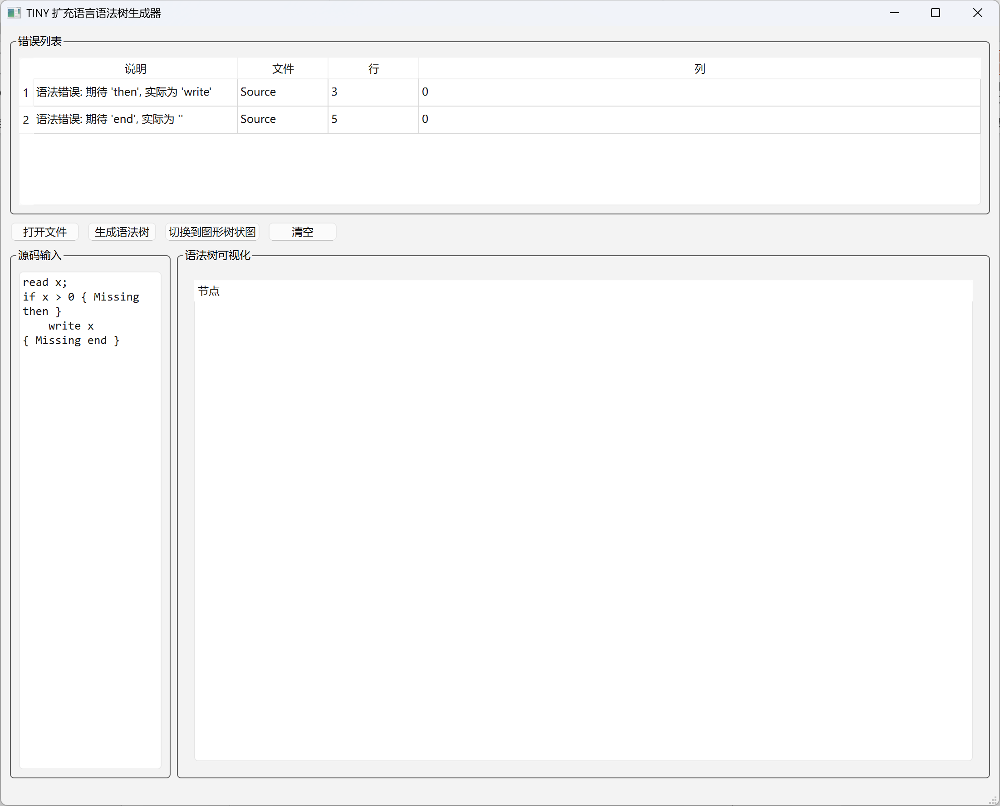 TINY 扩充语言语法树生成器
错误列表
说明 文件 行 列
1 语法错误: 期待 'then', 实际为 'write' Source 3 0
2 语法错误: 期待 'end', 实际为 '' Source 5 0
打开文件 生成语法树 切换到图形树状图 清空
源码输入
read x;
if x > 0 { Missing
then }
    write x
{ Missing end }
语法树可视化
节点